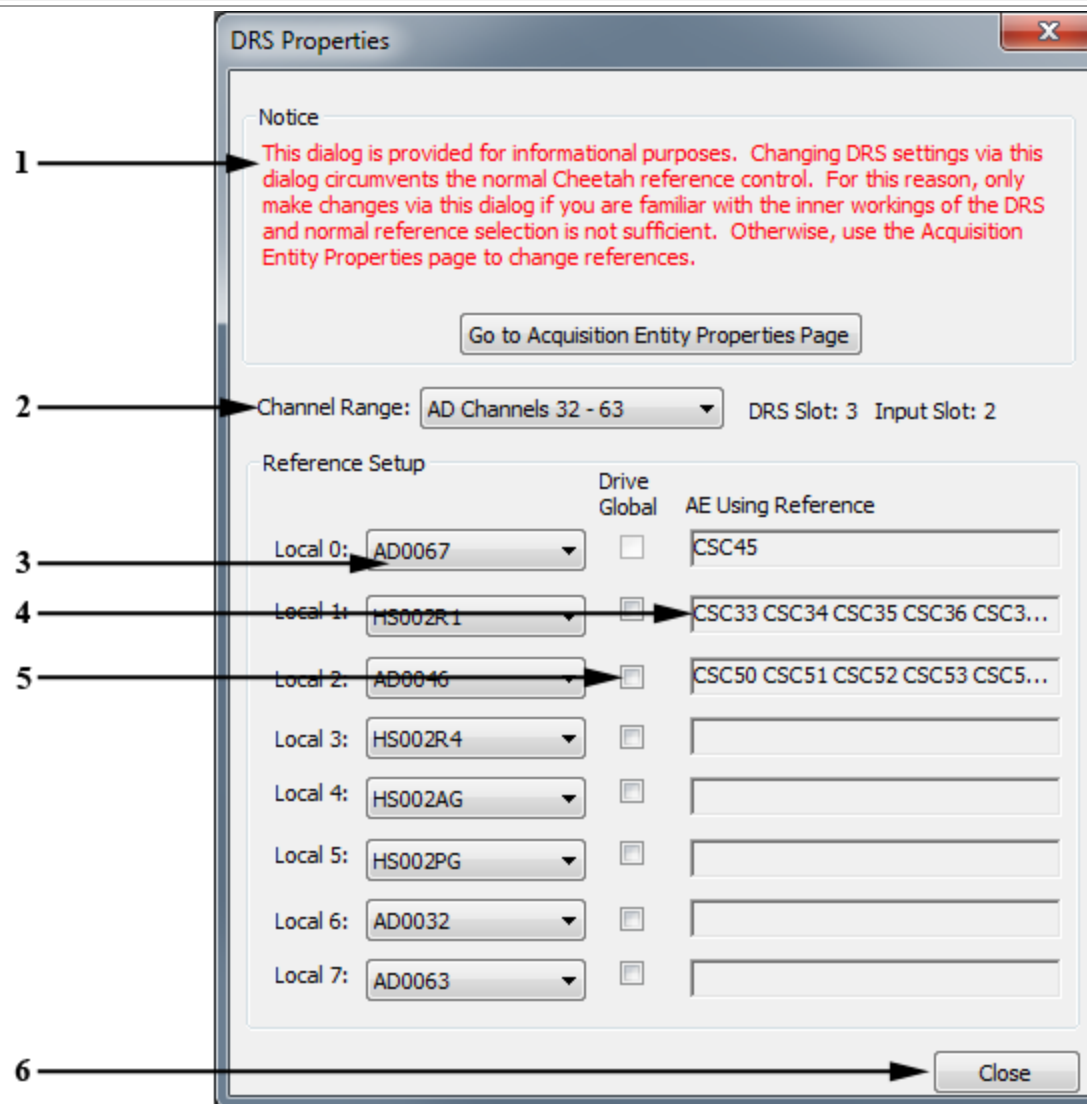 DRS Properties
Notice
1
This dialog is provided for informational purposes. Changing DRS settings via this
dialog circumvents the normal Cheetah reference control. For this reason, only
make changes via this dialog if you are familiar with the inner workings of the DRS
and normal reference selection is not sufficient. Otherwise, use the Acquisition
Entity Properties page to change references.
Go to Acquisition Entity Properties Page
2
Channel Range: AD Channels 32 - 63 DRS Slot: 3 Input Slot: 2
Reference Setup
Drive
Global AE Using Reference
Local 0: AD0067 CSC45
3
4
Local 1: HS002R1 CSC33 CSC34 CSC35 CSC36 CSC3...
5
Local 2: AD0046 CSC50 CSC51 CSC52 CSC53 CSC5...
Local 3: HS002R4
Local 4: HS002AG
Local 5: HS002PG
Local 6: AD0032
Local 7: AD0063
6
Close